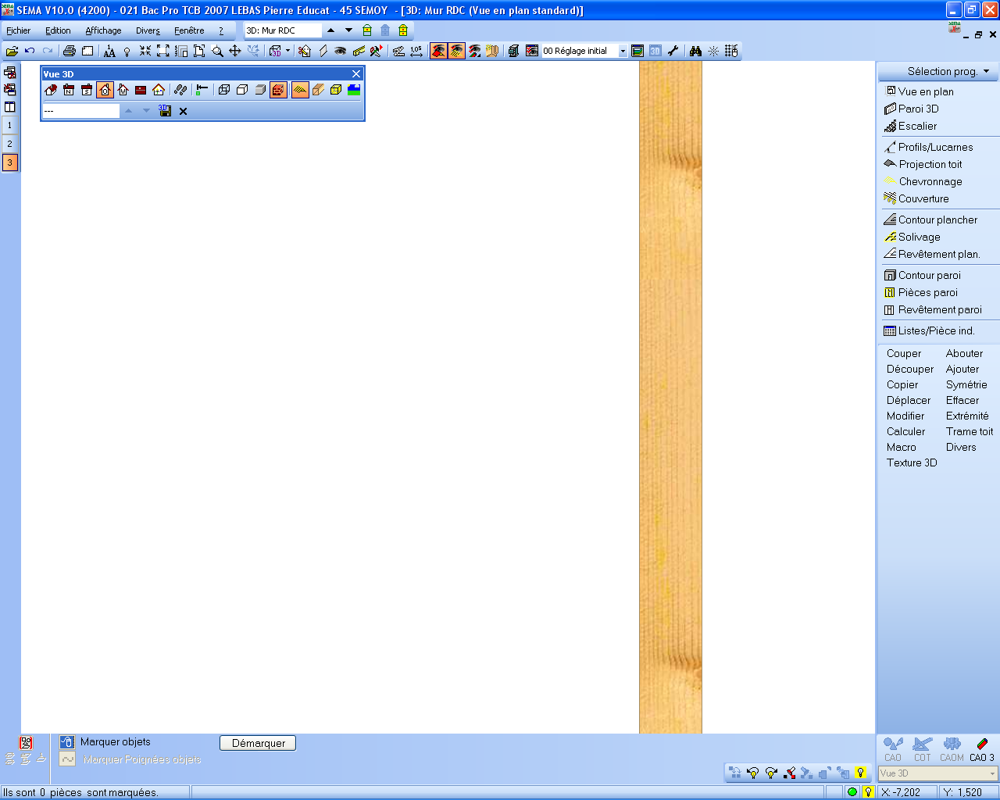 SEMA V10.0 (4200) - 021 Bac Pro TCB 2007 LEBAS Pierre Educat - 45 SEMOY - [3D: Mur RDC (Vue en plan standard)]
Fichier Edition Affichage Divers Fenêtre ? 3D: Mur RDC
1,05 00 Réglage initial 3D
Vue 3D
N S O W
---
3D
1
2
3
Sélection prog.
Vue en plan
Paroi 3D
Escalier
Profils/Lucarnes
Projection toit
Chevronnage
Couverture
Contour plancher
Solivage
Revêtement plan.
Contour paroi
Pièces paroi
Revêtement paroi
Listes/Pièce ind.
Couper Abouter
Découper Ajouter
Copier Symétrie
Déplacer Effacer
Modifier Extrémité
Calculer Trame toit
Macro Divers
Texture 3D
Marquer objets Démarquer
Marquer Poignées objets
CAO COT CAOM CAO 3
Vue 3D
Ils sont 0 pièces sont marquées. X: -7,202 Y: 1,520